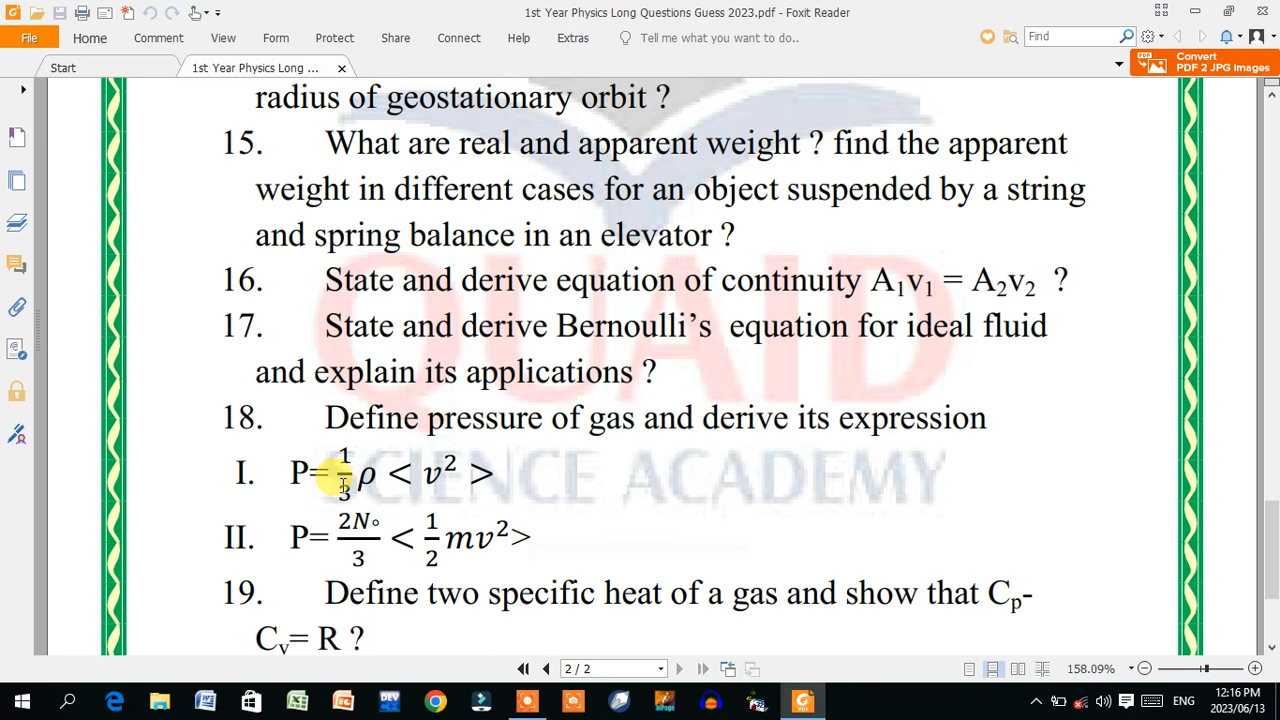 1st Year Physics Long Questions Guess 2023.pdf - Foxit Reader
File Home Comment View Form Protect Share Connect Help Extras Tell me what you want to do.. Find
Start 1st Year Physics Long ... Convert
PDF 2 JPG Images
radius of geostationary orbit ?
15. What are real and apparent weight ? find the apparent
weight in different cases for an object suspended by a string
and spring balance in an elevator ?
16. State and derive equation of continuity A₁v₁ = A₂v₂ ?
17. State and derive Bernoulli's equation for ideal fluid
and explain its applications ?
18. Define pressure of gas and derive its expression
I. P= 1/3 ρ < v² >
II. P= 2N∘/3 < 1/2 mv²>
19. Define two specific heat of a gas and show that Cp-
Cv= R ?
QUAID
SCIENCE ACADEMY
2 / 2 158.09%
ENG 12:16 PM
2023/06/13